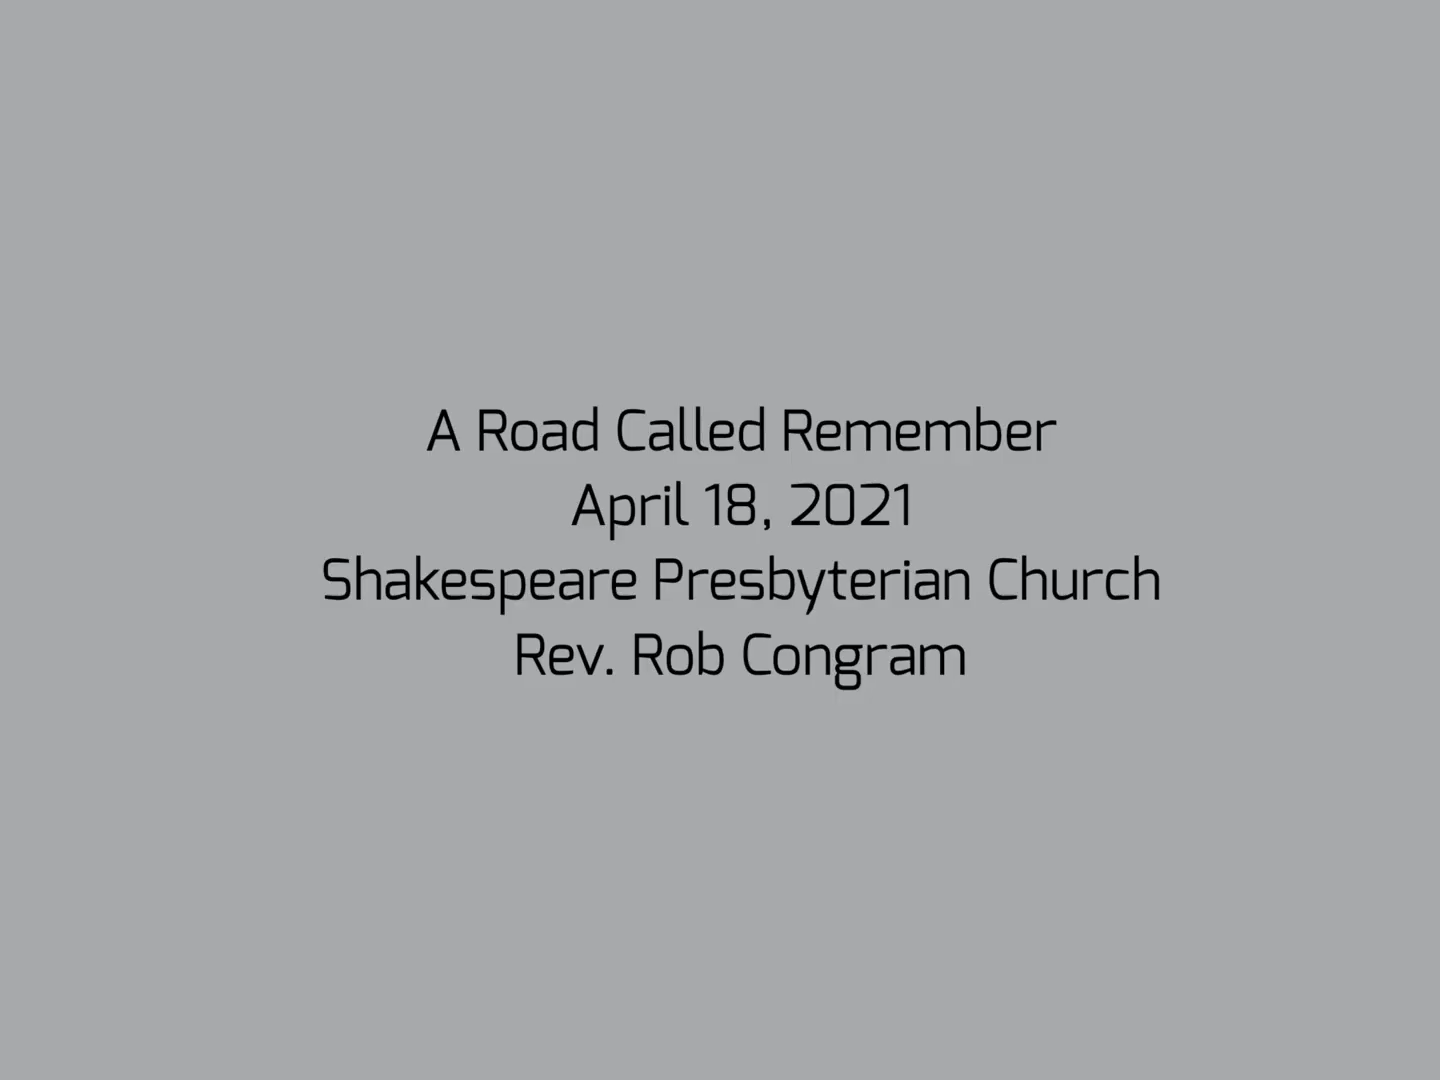 A Road Called Remember
April 18, 2021
Shakespeare Presbyterian Church
Rev. Rob Congram